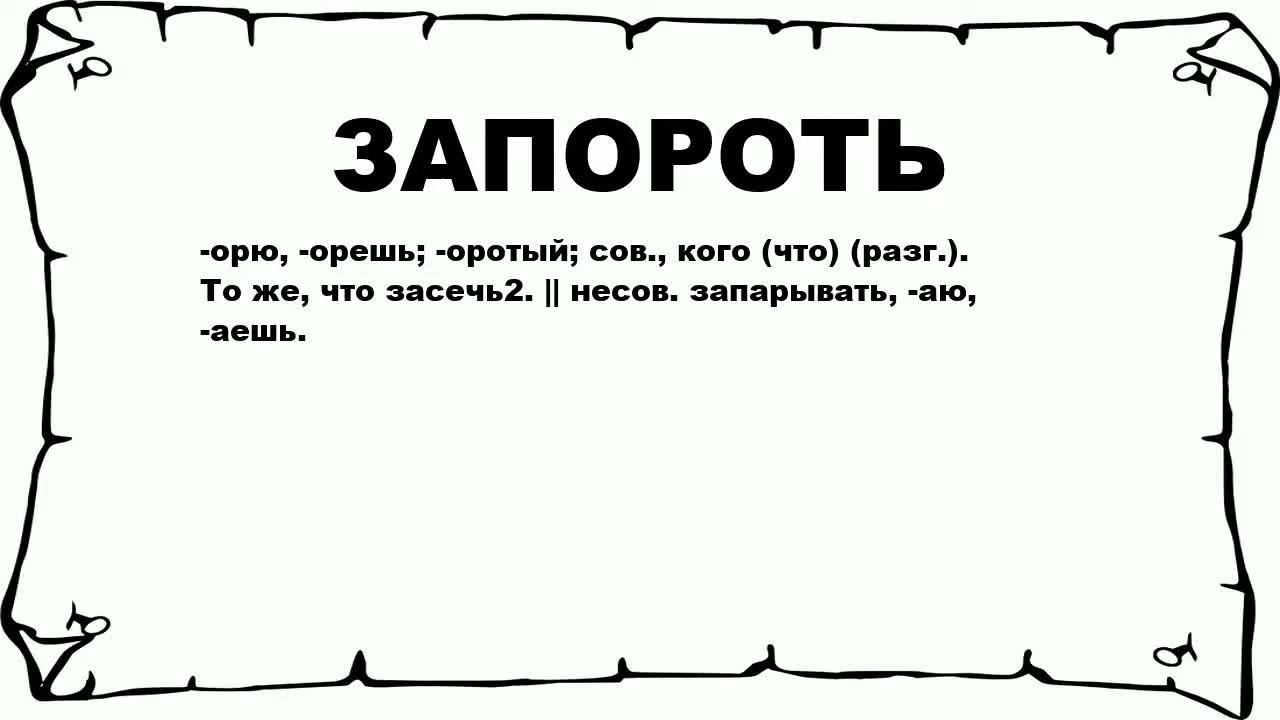 ЗАПОРОТЬ
-орю, -орешь; -оротый; сов., кого (что) (разг.).
То же, что засечь2. || несов. запарывать, -аю,
-аешь.